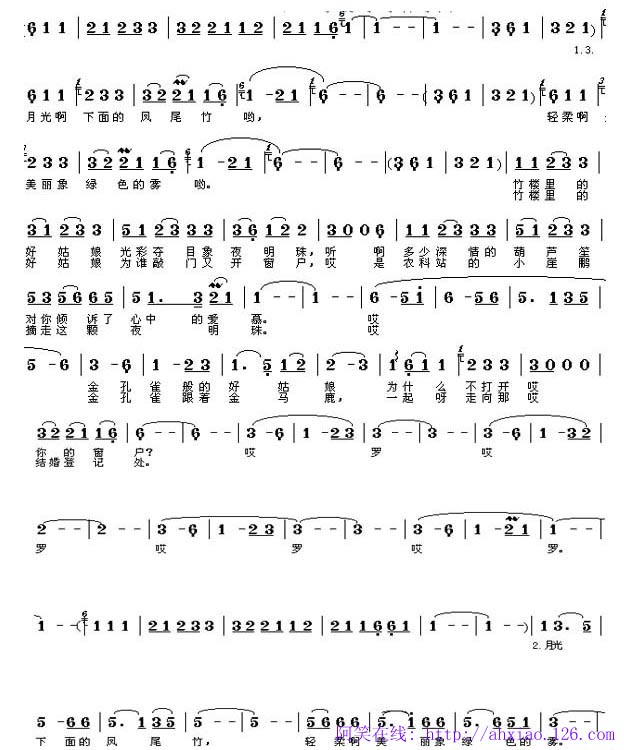 6 1 1 | 2 1 2 3 3 | 3 2 2 1 1 2 | 2 1 1 6 1 | 1 - - | 1 - - | 3 6 1 | 3 2 1 )
1.3.
6 1 1 | 2 3 3 | 3 2 2 1 1 6 | 1 - 2 1 | 6 - - | 6 - - ( 3 6 1 | 3 2 1 ) | 6 1 1
月光啊 下面的 凤尾竹 哟, 轻柔啊
2 3 3 | 3 2 2 1 1 6 | 1 - 2 1 | 6 - - | 6 - - | (3 6 1 | 3 2 1) | 1 1 2 3 3
美丽象 绿色的雾 哟。 竹楼里的
竹楼里的
3 1 2 3 3 | 5 1 2 3 3 | 3 2 6 1 2 2 | 3 0 0 6 | 1 1 2 3 3 | 3 1 2 3 3
好姑娘 光彩夺目象夜明珠,听啊多少深情的葫芦笙
好姑娘 为谁敲门又开窗户,哎是农科站的小崖鹏
5 3 5 6 6 5 | 5 1. 3 2 1 | 1 - - | 1 - - | 6 - 5 i | 6 - - | 5. 1 3 5
对你倾诉了心中的爱慕。 哎
摘走这颗夜明珠。 哎
5 - 6 | 3 - 6 | 1 - 2 3 | 1. 5 1 2 | 2 - 3 | 1 6 1 1 | 2 3 3 | 3 0 0 0
金孔雀般的好姑娘 为什么不打开哎
金孔雀跟着金马鹿,一起呀走向那哎
3 2 2 1 1 6 | 6 - - | 6 - - | 3 - 6 | 1 - 2 3 | 3 - - | 3 - - | 3 - 6 | 1 - 3 2
你的窗户? 哎 罗 哎
结婚登记处。
2 - - | 2 - - | 3 - 6 | 1 - 2 3 | 3 - - | 3 - - | 3 - 6 | 1 - 2 1 | 1 - -
罗 哎 罗 哎 罗。
1 - - ( 1 1 1 | 2 1 2 3 3 | 3 2 2 1 1 2 | 2 1 1 6 6 1 | 1 - - | 1 - - ) | 1 3. 5
2.月光
5 - 6 6 | 5 - - | 5 - - | 5 6 6 1 | 5. i 6 6 | 5 - 2. 3 | 5 5 1 | 3 - -
下面的凤尾竹, 轻柔啊美丽象绿色的雾。
阿笑在线: http://ahxiao.126.com